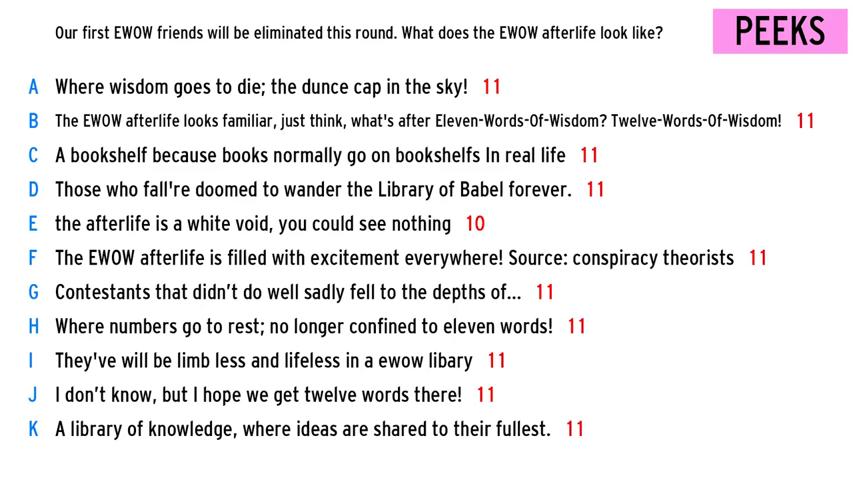 Our first EWOW friends will be eliminated this round. What does the EWOW afterlife look like?
PEEKS
A Where wisdom goes to die; the dunce cap in the sky! 11
B The EWOW afterlife looks familiar, just think, what's after Eleven-Words-Of-Wisdom? Twelve-Words-Of-Wisdom! 11
C A bookshelf because books normally go on bookshelfs In real life 11
D Those who fall're doomed to wander the Library of Babel forever. 11
E the afterlife is a white void, you could see nothing 10
F The EWOW afterlife is filled with excitement everywhere! Source: conspiracy theorists 11
G Contestants that didn't do well sadly fell to the depths of... 11
H Where numbers go to rest; no longer confined to eleven words! 11
I They've will be limb less and lifeless in a ewow libary 11
J I don't know, but I hope we get twelve words there! 11
K A library of knowledge, where ideas are shared to their fullest. 11